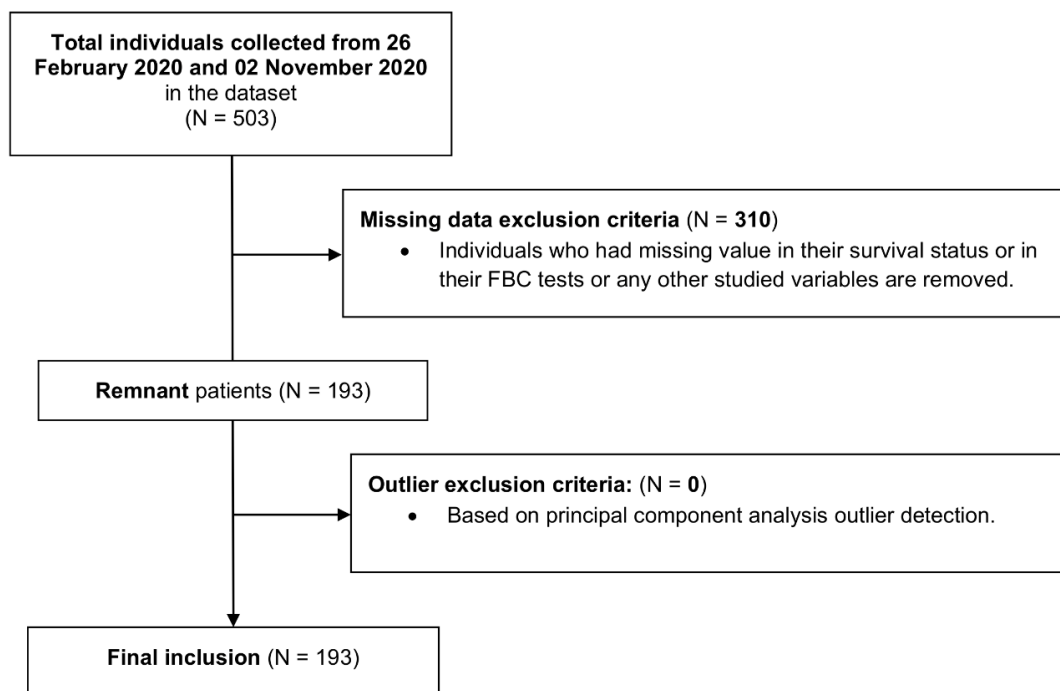 Total individuals collected from 26
February 2020 and 02 November 2020
in the dataset
(N = 503)
Missing data exclusion criteria (N = 310)
• Individuals who had missing value in their survival status or in
their FBC tests or any other studied variables are removed.
Remnant patients (N = 193)
Outlier exclusion criteria: (N = 0)
• Based on principal component analysis outlier detection.
Final inclusion (N = 193)